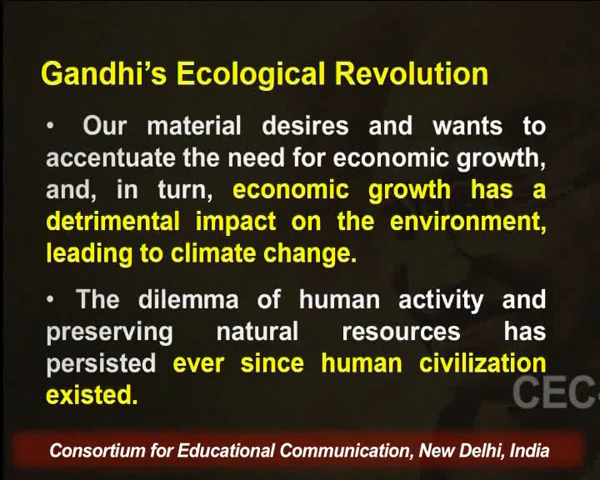 Gandhi's Ecological Revolution
• Our material desires and wants to
accentuate the need for economic growth,
and, in turn, economic growth has a
detrimental impact on the environment,
leading to climate change.
• The dilemma of human activity and
preserving natural resources has
persisted ever since human civilization
existed.
CEC-
Consortium for Educational Communication, New Delhi, India